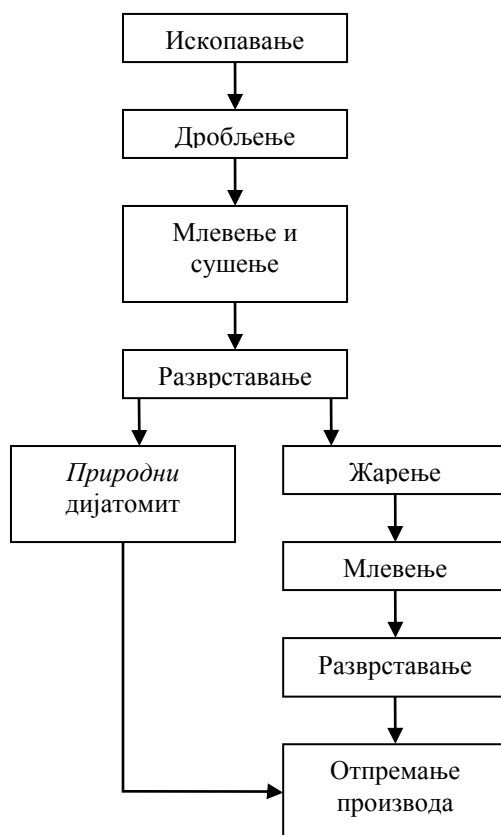 Ископавање
Дробљење
Млевење и
сушење
Разврставање
Природни
дијатомит
Жарење
Млевење
Разврставање
Отпремање
производа